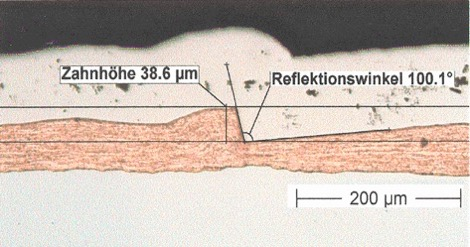 Zahnhöhe 38.6 µm
Reflektionswinkel 100.1°
200 µm